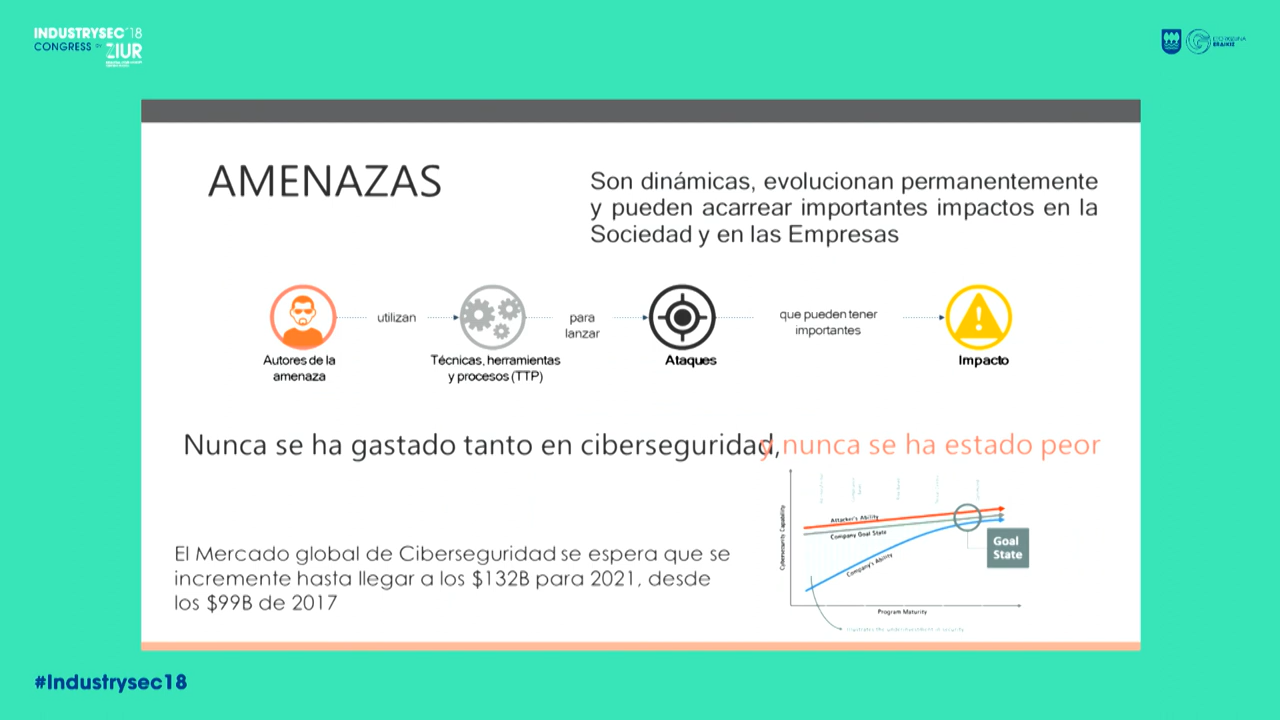 INDUSTRYSEC'18
CONGRESS BY ZIUR
AMENAZAS
Son dinámicas, evolucionan permanentemente
y pueden acarrear importantes impactos en la
Sociedad y en las Empresas
utilizan
para
lanzar
que pueden tener
importantes
Autores de la
amenaza
Técnicas, herramientas
y procesos (TTP)
Ataques
Impacto
Nunca se ha gastado tanto en ciberseguridad, y nunca se ha estado peor
El Mercado global de Ciberseguridad se espera que se
incremente hasta llegar a los $132B para 2021, desde
los $99B de 2017
Attacker's Ability
Company Goal State
Company's Ability
Goal
State
Program Maturity
#Industrysec18